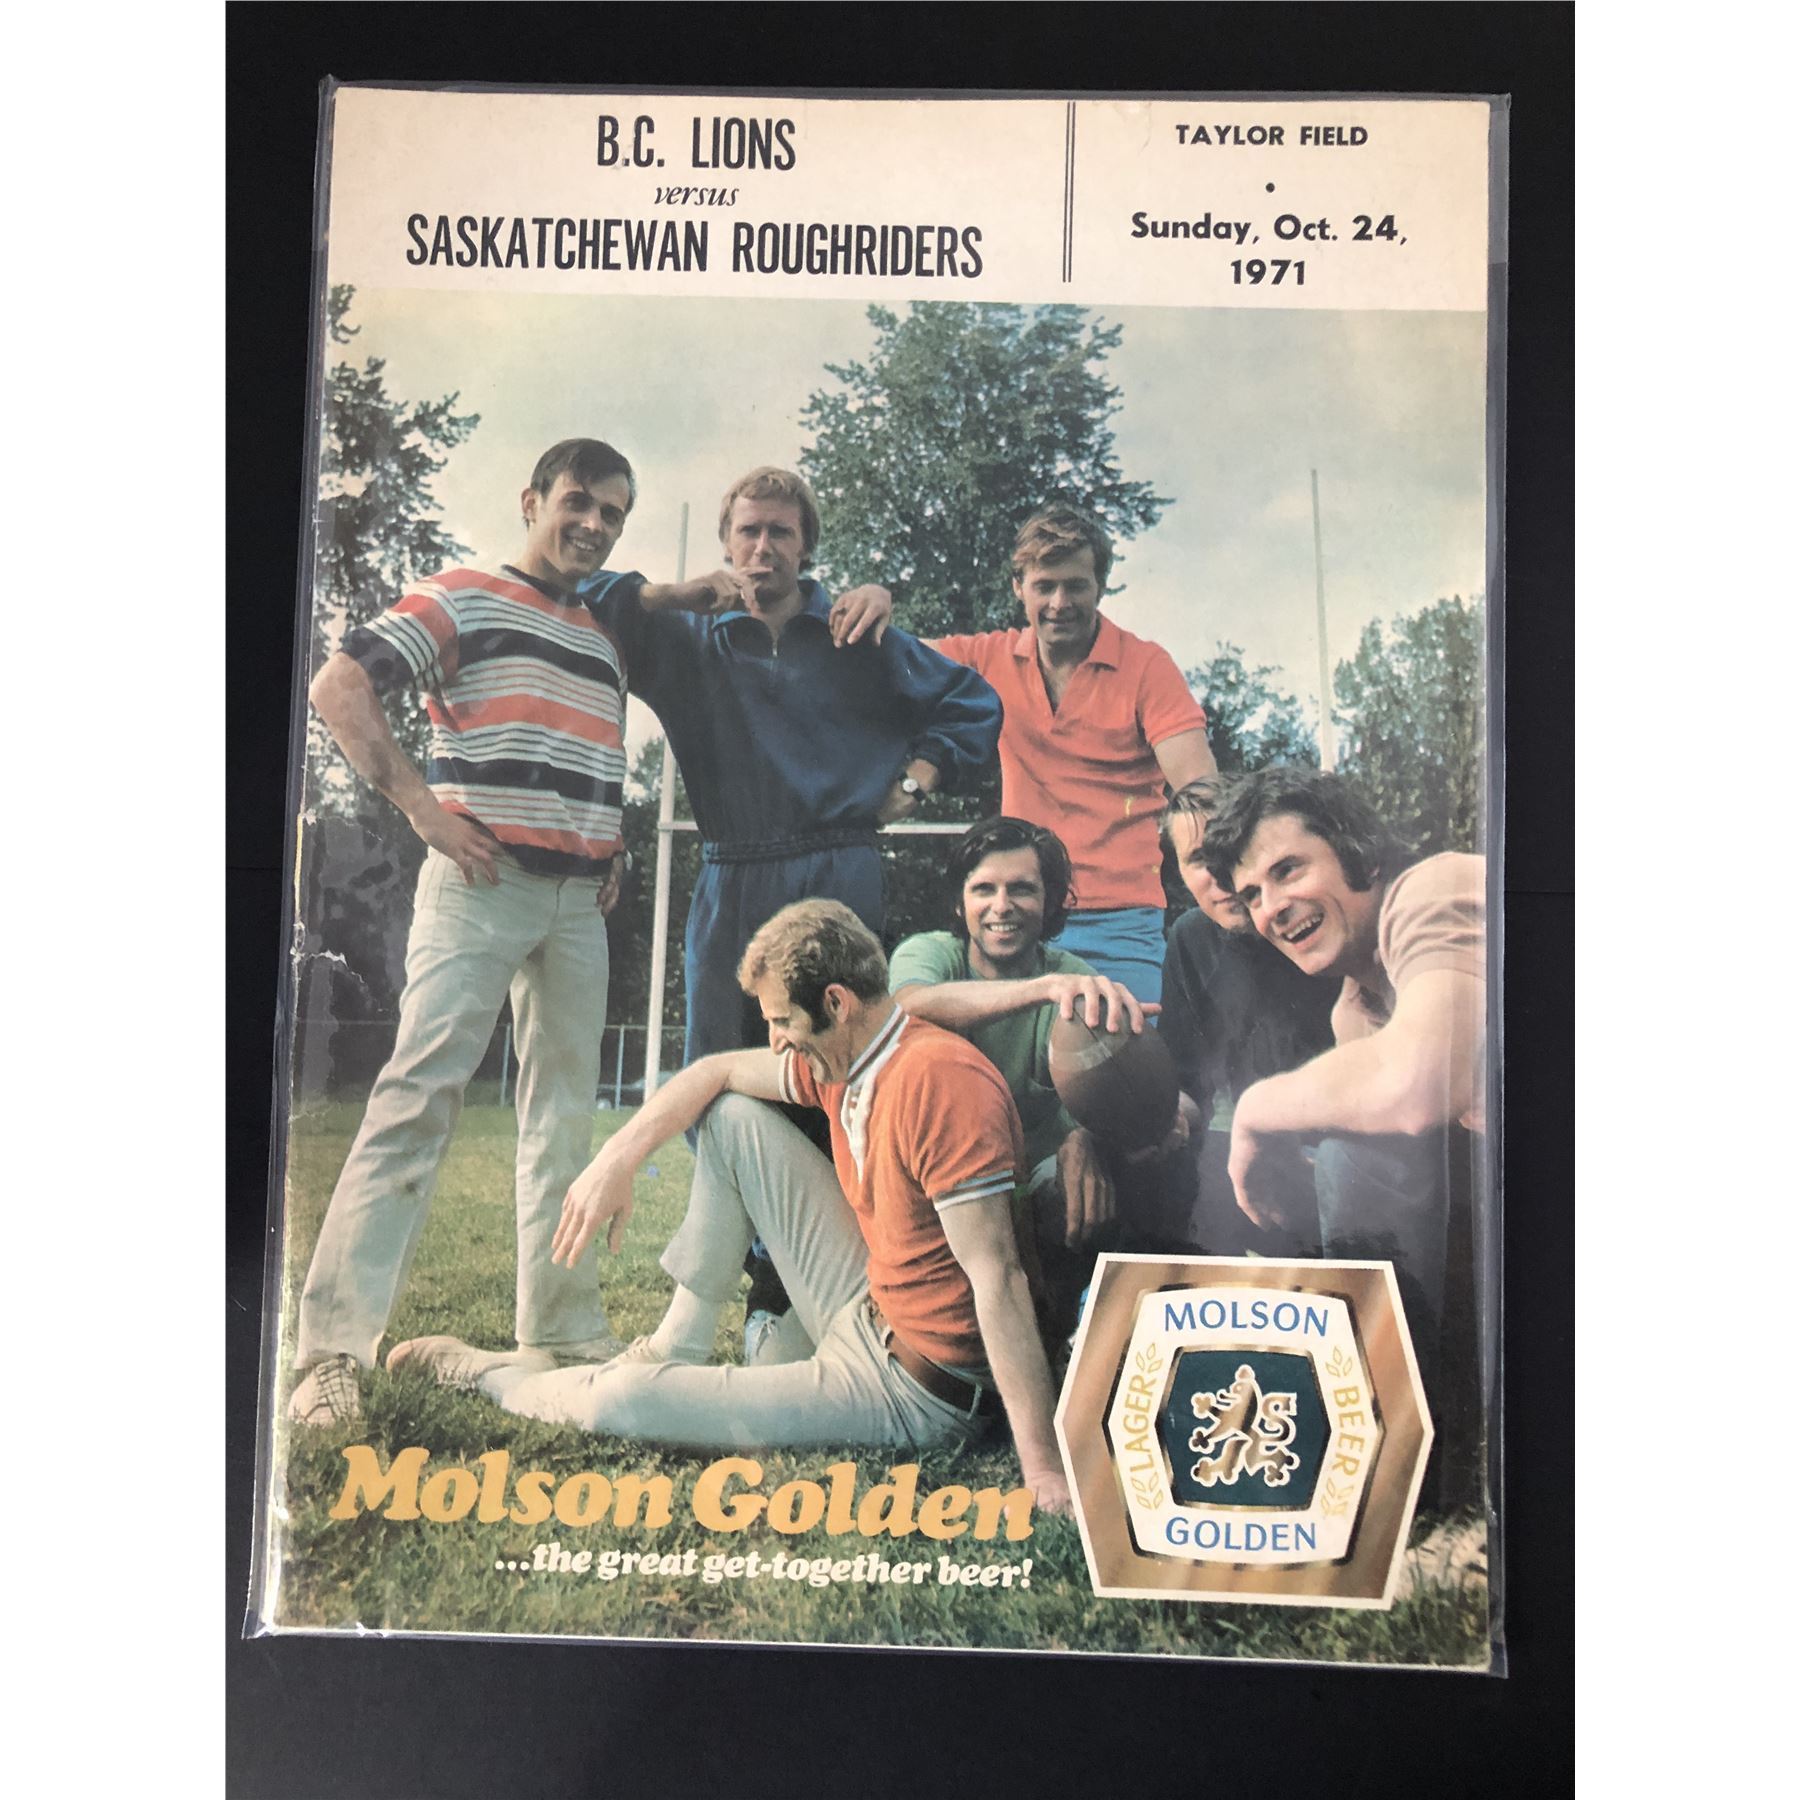 B.C. LIONS
versus
SASKATCHEWAN ROUGHRIDERS
TAYLOR FIELD
•
Sunday, Oct. 24,
1971
Molson Golden
...the great get-together beer!
MOLSON
LAGER
BEER
GOLDEN